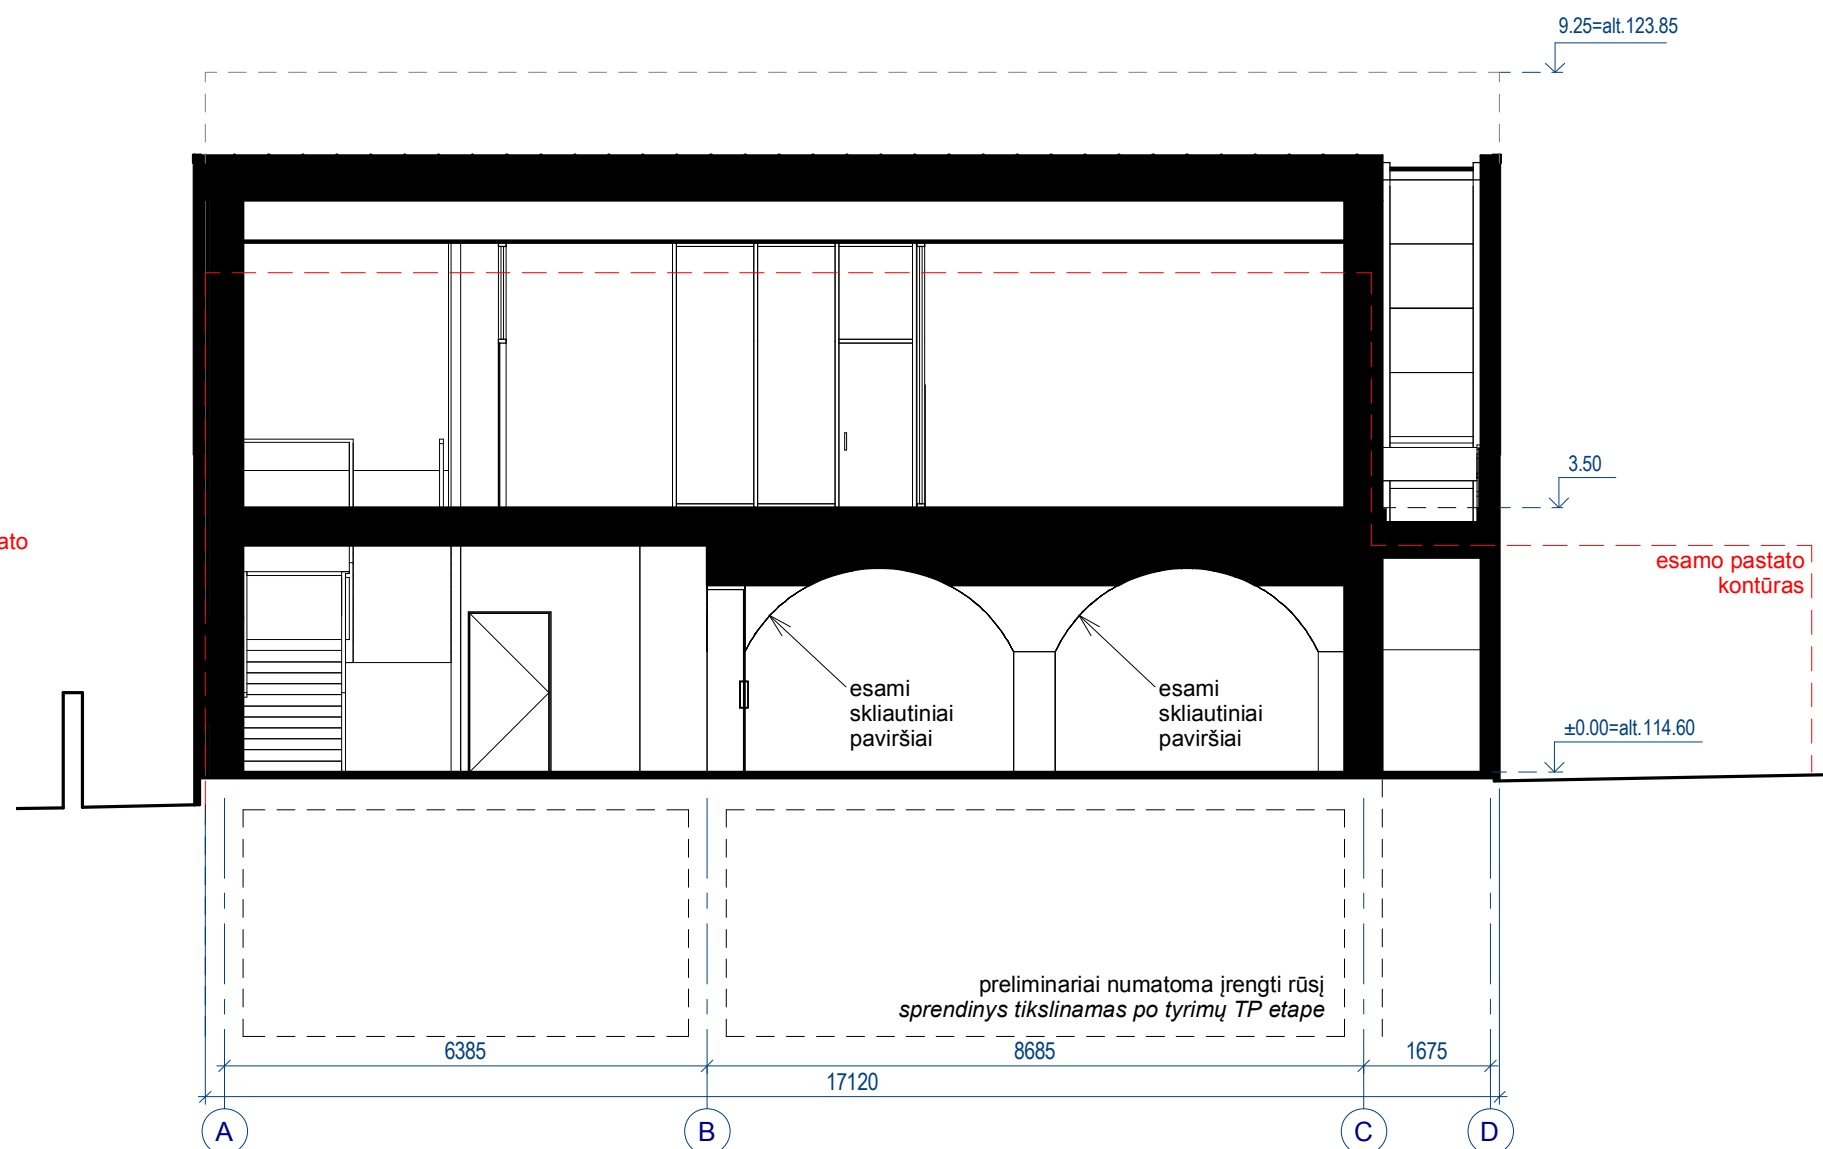 9.25=alt.123.85
3.50
ato
esamo pastato
kontūras
esami
skliautiniai
paviršiai
esami
skliautiniai
paviršiai
±0.00=alt.114.60
preliminariai numatoma įrengti rūsį
sprendinys tikslinamas po tyrimų TP etape
6385 8685 1675
17120
A B C D